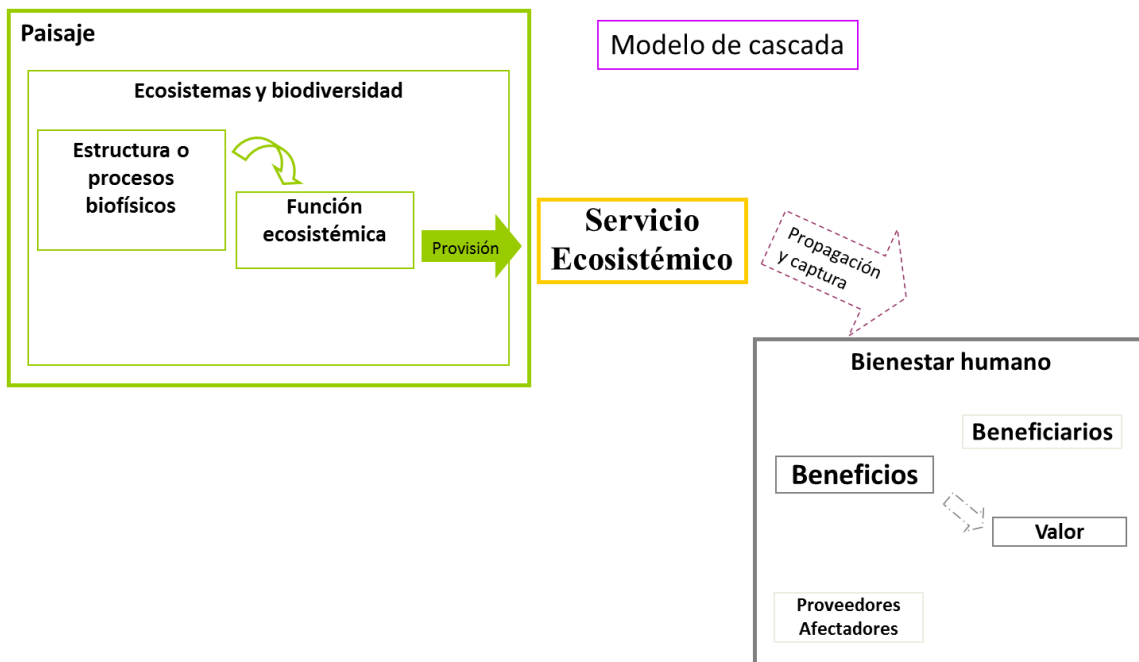 Paisaje
Modelo de cascada
Ecosistemas y biodiversidad
Estructura o
procesos
biofísicos
Función
ecosistémica
Provisión
Servicio
Ecosistémico
Propagación
y captura
Bienestar humano
Beneficiarios
Beneficios
Valor
Proveedores
Afectadores